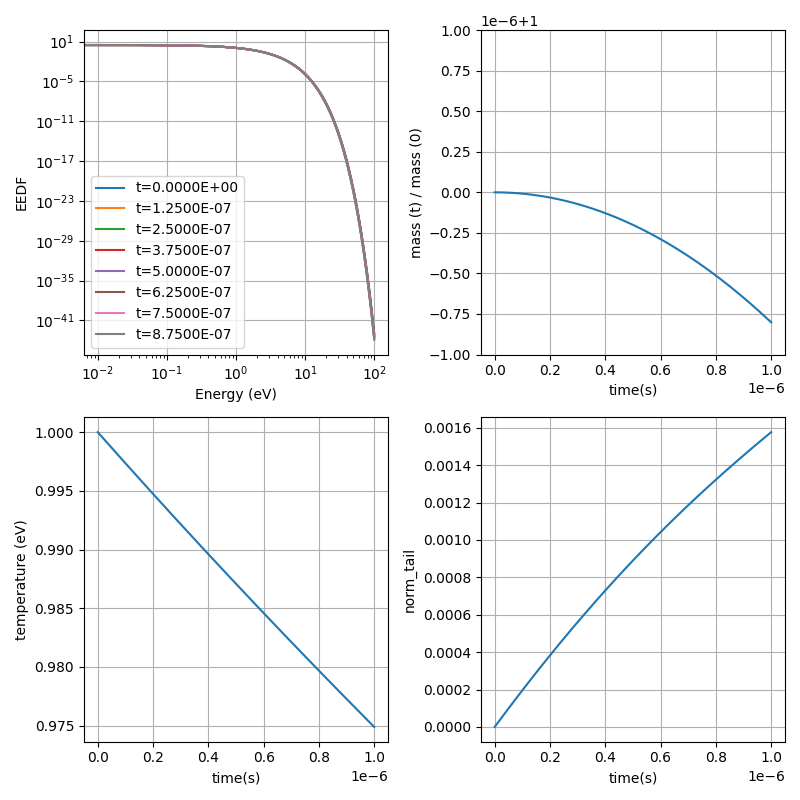 10^1
10^−5
10^−11
10^−17
10^−23
10^−29
10^−35
10^−41
EEDF
t=0.0000E+00
t=1.2500E-07
t=2.5000E-07
t=3.7500E-07
t=5.0000E-07
t=6.2500E-07
t=7.5000E-07
t=8.7500E-07
10^−2 10^−1 10^0 10^1 10^2
Energy (eV)
1e−6+1
1.00
0.75
0.50
0.25
0.00
−0.25
−0.50
−0.75
−1.00
mass (t) / mass (0)
0.0 0.2 0.4 0.6 0.8 1.0
time(s)
1e−6
1.000
0.995
0.990
0.985
0.980
0.975
temperature (eV)
0.0 0.2 0.4 0.6 0.8 1.0
time(s)
1e−6
0.0016
0.0014
0.0012
0.0010
0.0008
0.0006
0.0004
0.0002
0.0000
norm_tail
0.0 0.2 0.4 0.6 0.8 1.0
time(s)
1e−6